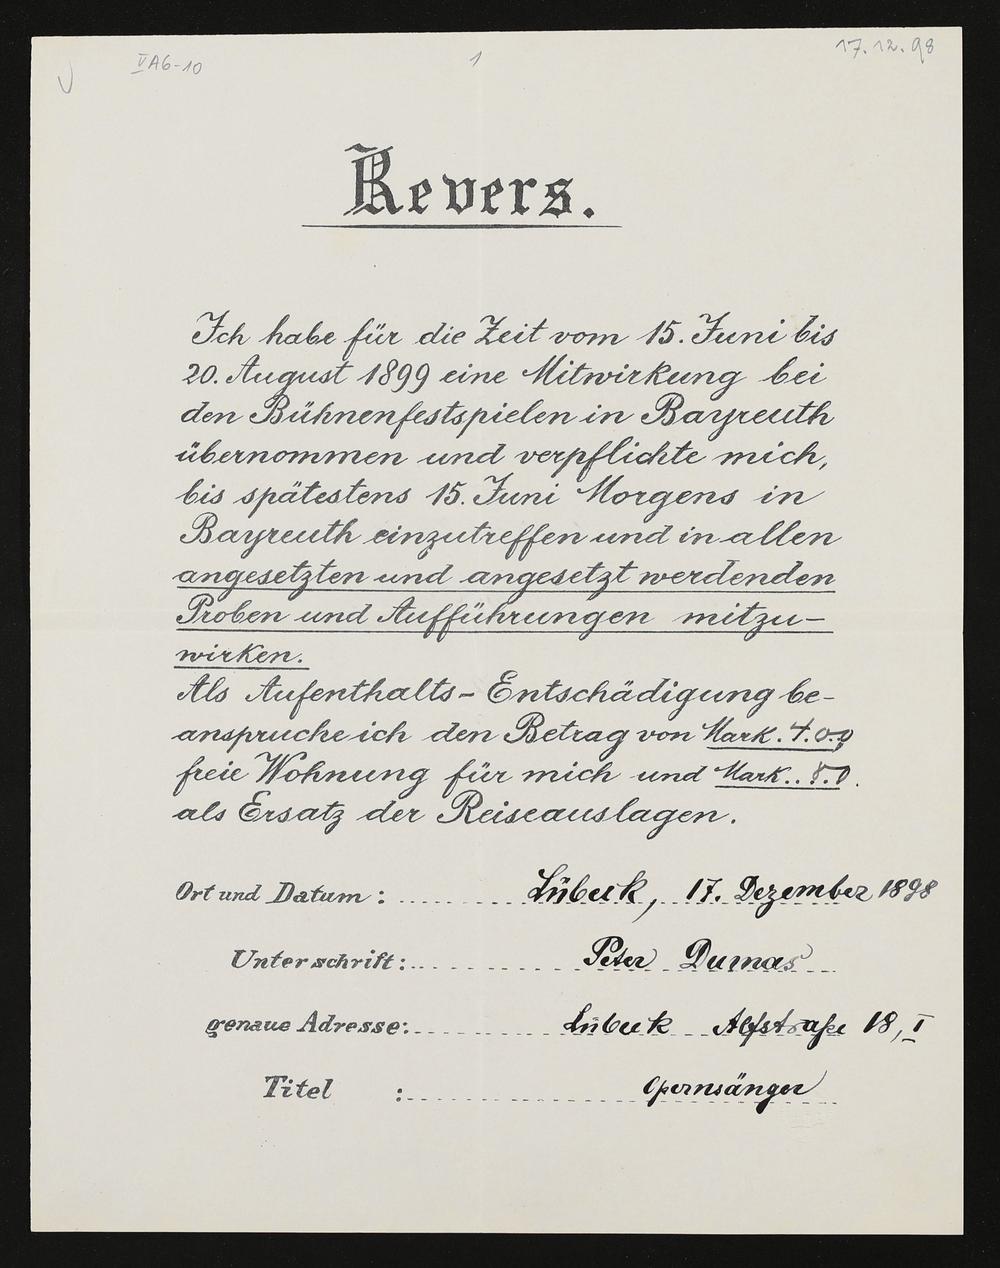 VA6-10
1
17.12.98
Revers.
Ich habe für die Zeit vom 15. Juni bis
20. August 1899 eine Mitwirkung bei
den Bühnenfestspielen in Bayreuth
übernommen und verpflichte mich,
bis spätestens 15. Juni Morgens in
Bayreuth einzutreffen und in allen
angesetzten und angesetzt werdenden
Proben und Aufführungen mitzu-
wirken.
Als Aufenthalts-Entschädigung be-
anspruche ich den Betrag von Mark. 400,
freie Wohnung für mich und Mark.. 50.
als Ersatz der Reiseauslagen.
Ort und Datum: Lübeck, 17. Dezember 1898
Unterschrift: Peter Dumas
genaue Adresse: Lübeck Alfstraße 18, I
Titel : Opernsänger